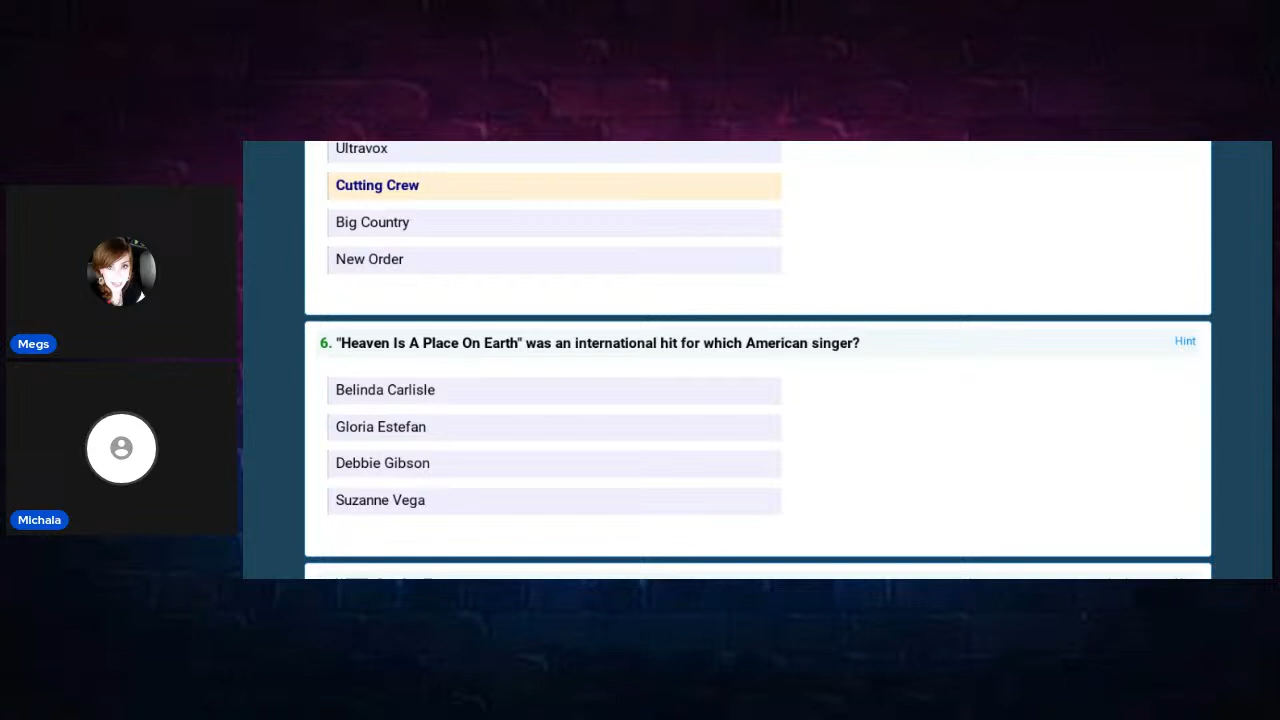 Ultravox
Cutting Crew
Big Country
New Order
6. "Heaven Is A Place On Earth" was an international hit for which American singer?
Hint
Belinda Carlisle
Gloria Estefan
Debbie Gibson
Suzanne Vega
Megs
Michala